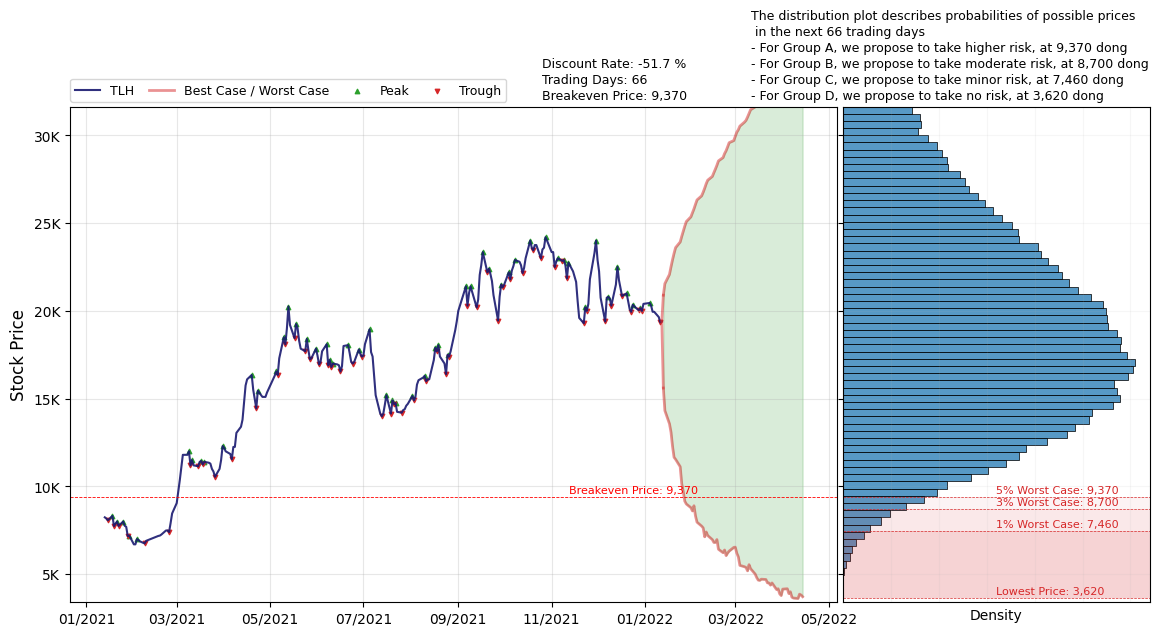 The distribution plot describes probabilities of possible prices
in the next 66 trading days
- For Group A, we propose to take higher risk, at 9,370 dong
- For Group B, we propose to take moderate risk, at 8,700 dong
- For Group C, we propose to take minor risk, at 7,460 dong
- For Group D, we propose to take no risk, at 3,620 dong
Discount Rate: -51.7 %
Trading Days: 66
Breakeven Price: 9,370
TLH
Best Case / Worst Case
Peak
Trough
Stock Price
30K
25K
20K
15K
10K
5K
Breakeven Price: 9,370
5% Worst Case: 9,370
3% Worst Case: 8,700
1% Worst Case: 7,460
Lowest Price: 3,620
01/2021
03/2021
05/2021
07/2021
09/2021
11/2021
01/2022
03/2022
05/2022
Density